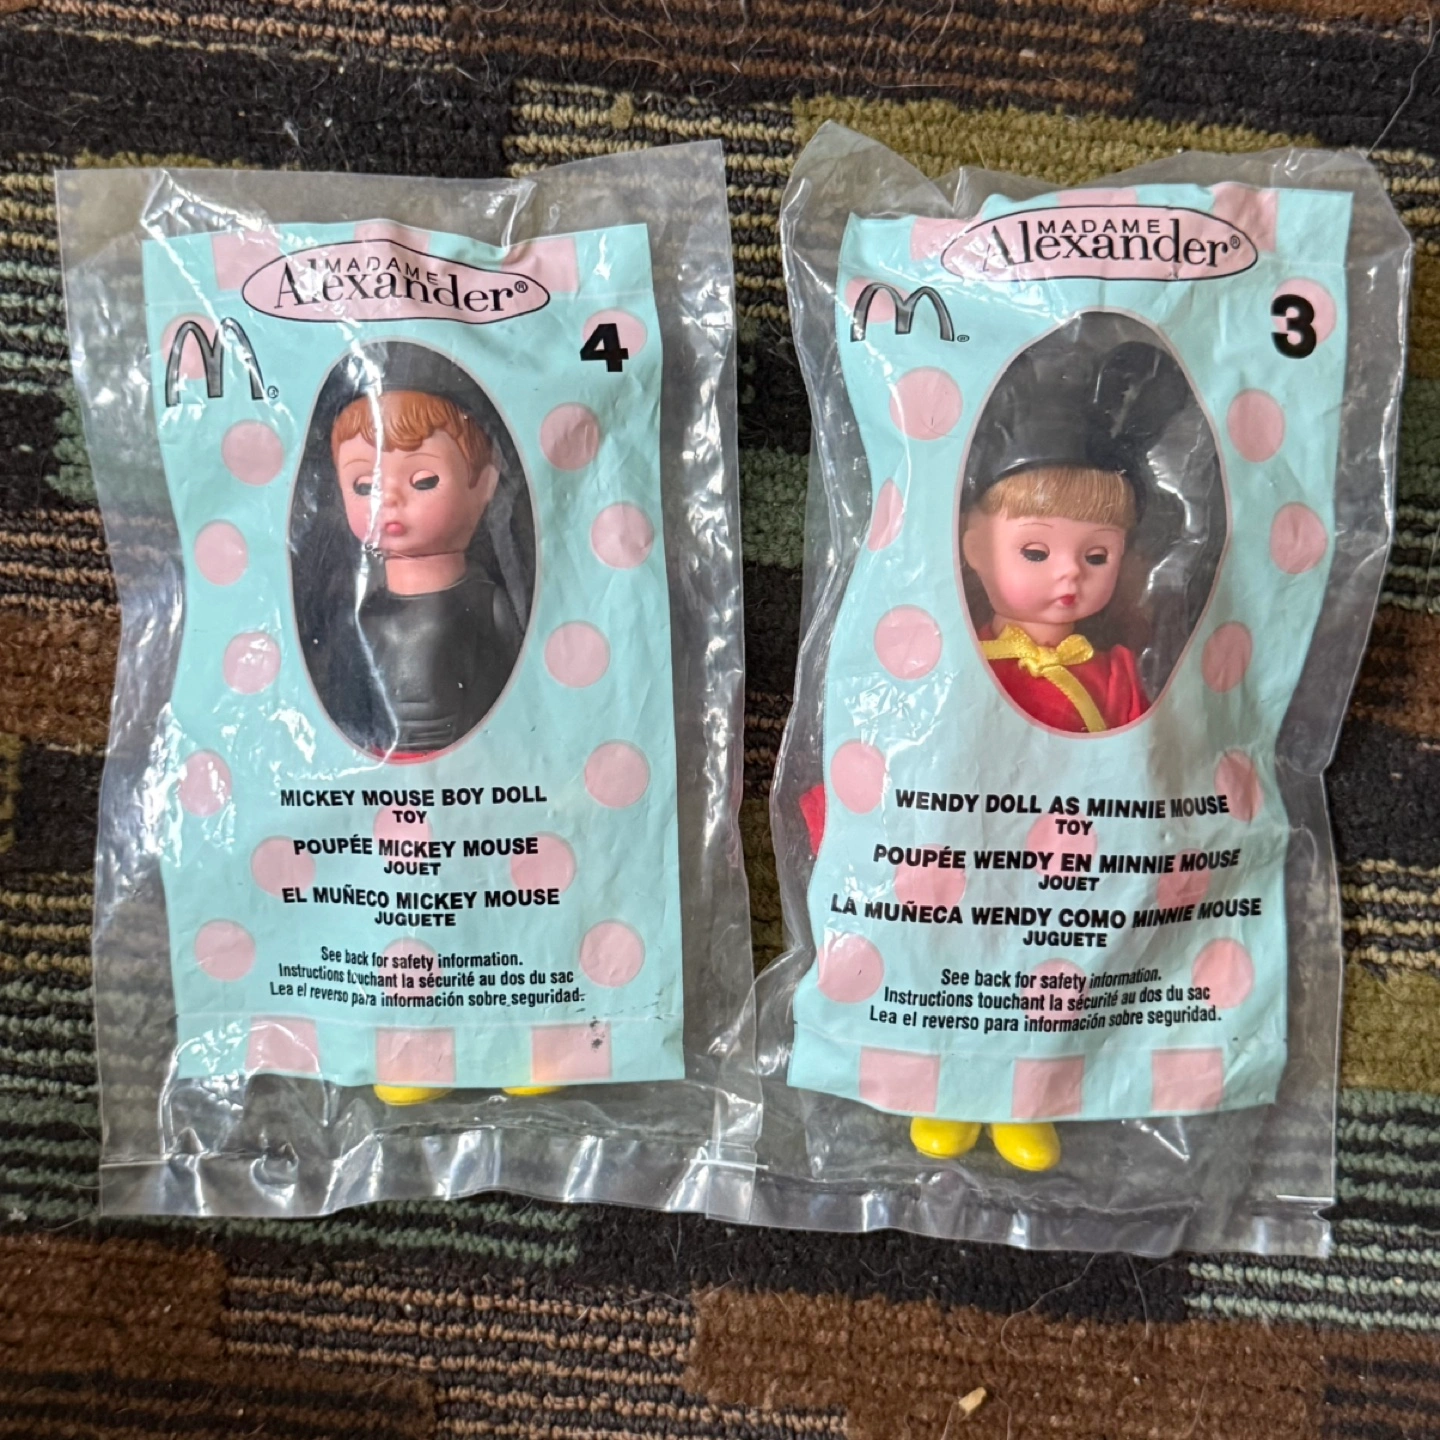 MADAME
Alexander®
M®
4
MICKEY MOUSE BOY DOLL
TOY
POUPÉE MICKEY MOUSE
JOUET
EL MUÑECO MICKEY MOUSE
JUGUETE
See back for safety information.
Instructions touchant la sécurité au dos du sac
Lea el reverso para información sobre seguridad.
MADAME
Alexander®
M®
3
WENDY DOLL AS MINNIE MOUSE
TOY
POUPÉE WENDY EN MINNIE MOUSE
JOUET
LA MUÑECA WENDY COMO MINNIE MOUSE
JUGUETE
See back for safety information.
Instructions touchant la sécurité au dos du sac
Lea el reverso para información sobre seguridad.